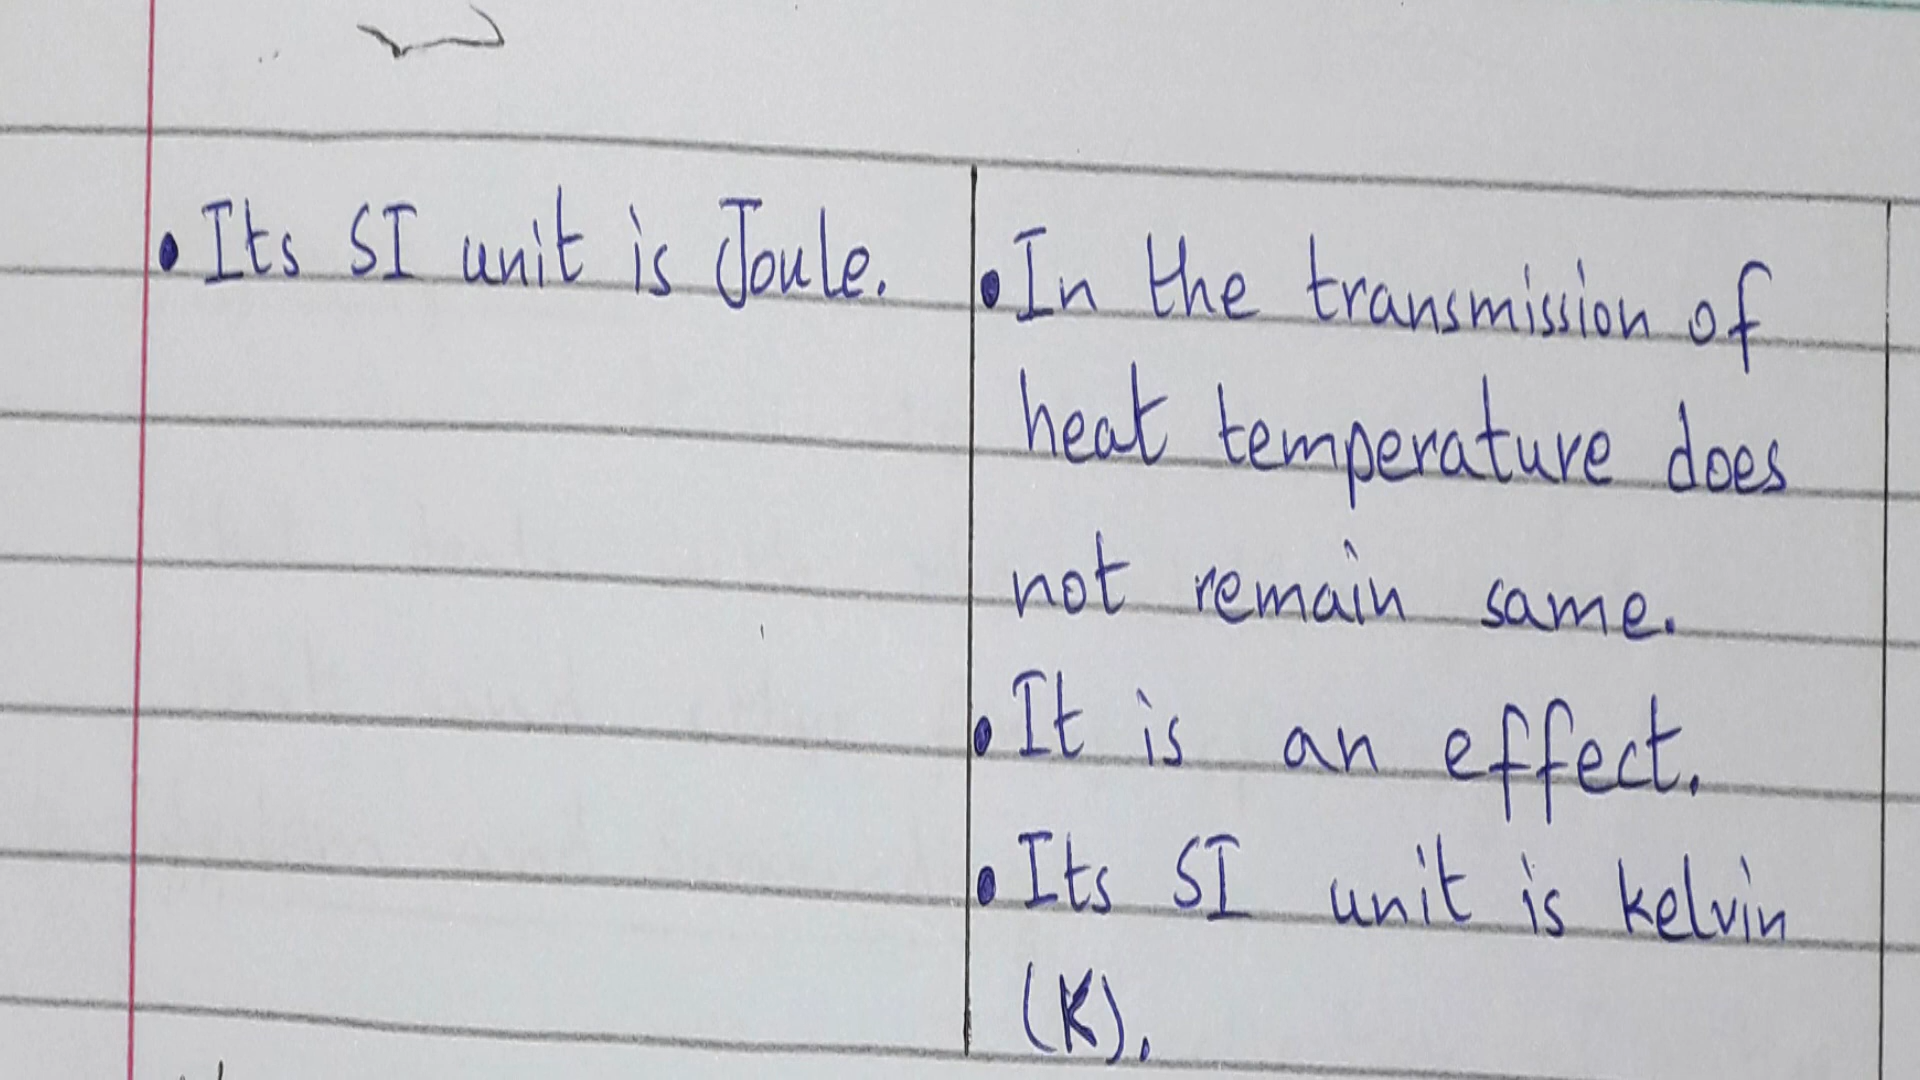 • Its SI unit is Joule.
• In the transmission of
heat temperature does
not remain same.
• It is an effect.
• Its SI unit is kelvin
(K).